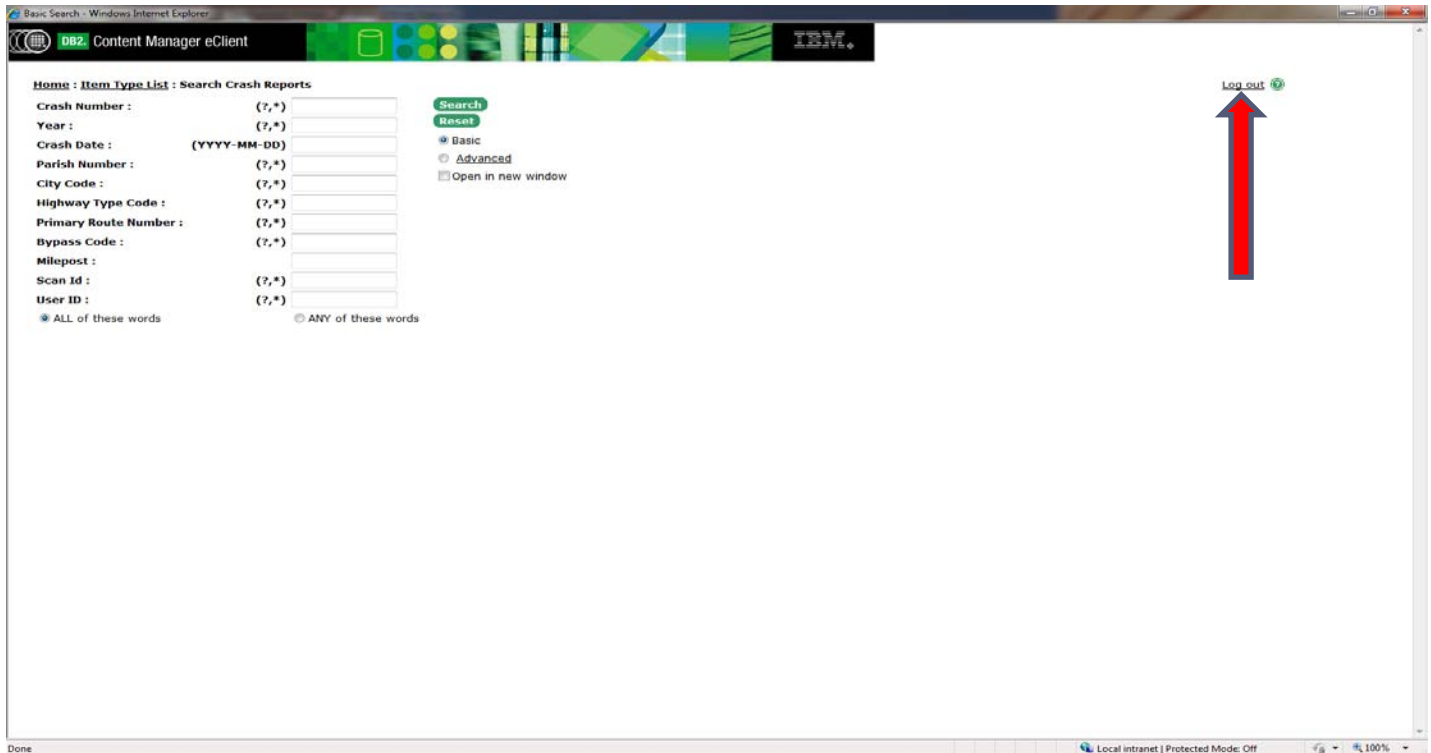 Basic Search - Windows Internet Explorer
DB2. Content Manager eClient
IBM.
Home : Item Type List : Search Crash Reports
Log out
Crash Number : (?,*)
Search
Year : (?,*)
Reset
Crash Date : (YYYY-MM-DD)
Basic
Parish Number : (?,*)
Advanced
City Code : (?,*)
Open in new window
Highway Type Code : (?,*)
Primary Route Number : (?,*)
Bypass Code : (?,*)
Milepost :
Scan Id : (?,*)
User ID : (?,*)
ALL of these words
ANY of these words
Done
Local intranet | Protected Mode: Off
100%